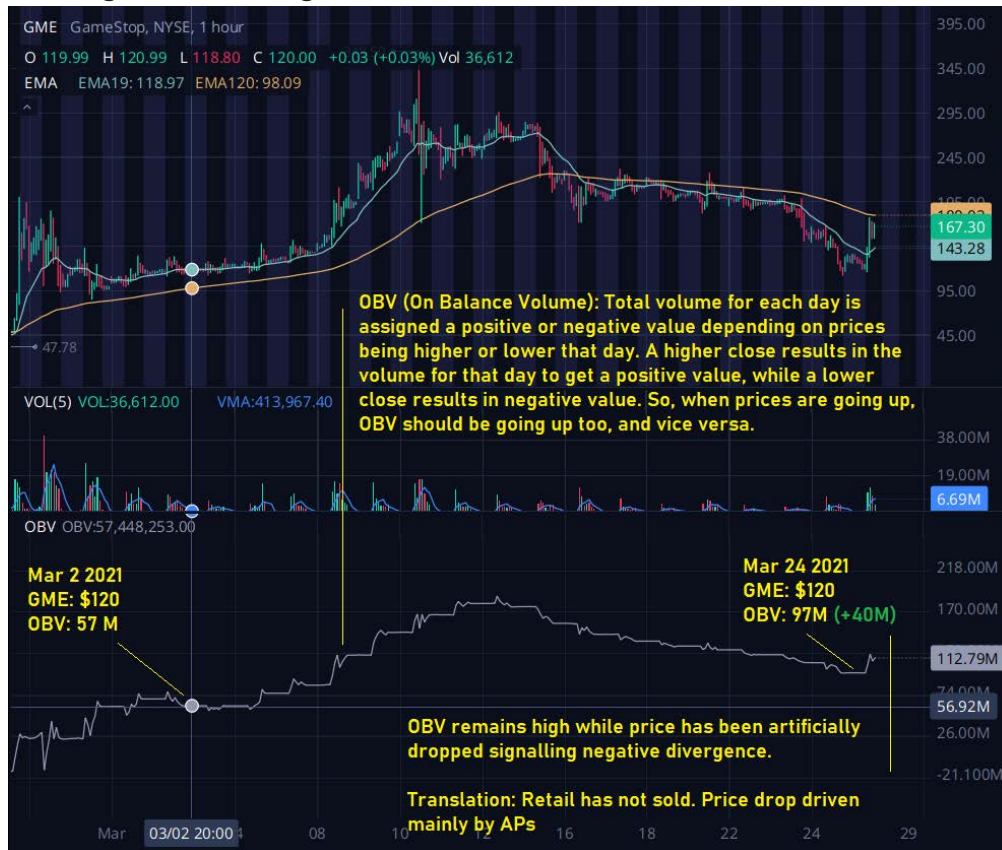 GME GameStop, NYSE, 1 hour
O 119.99 H 120.99 L 118.80 C 120.00 +0.03 (+0.03%) Vol 36,612
EMA EMA19: 118.97 EMA120: 98.09
395.00
345.00
295.00
245.00
195.00
167.30
143.28
95.00
45.00
47.78
OBV (On Balance Volume): Total volume for each day is
assigned a positive or negative value depending on prices
being higher or lower that day. A higher close results in the
volume for that day to get a positive value, while a lower
close results in negative value. So, when prices are going up,
OBV should be going up too, and vice versa.
VOL(5) VOL:36,612.00 VMA:413,967.40
38.00M
19.00M
6.69M
OBV OBV:57,448,253.00
Mar 2 2021
GME: $120
OBV: 57 M
Mar 24 2021
GME: $120
OBV: 97M (+40M)
218.00M
170.00M
112.79M
74.00M
56.92M
26.00M
-21.100M
OBV remains high while price has been artificially
dropped signalling negative divergence.
Translation: Retail has not sold. Price drop driven
mainly by APs
Mar 03/02 20:00 08 10 16 18 22 24 29